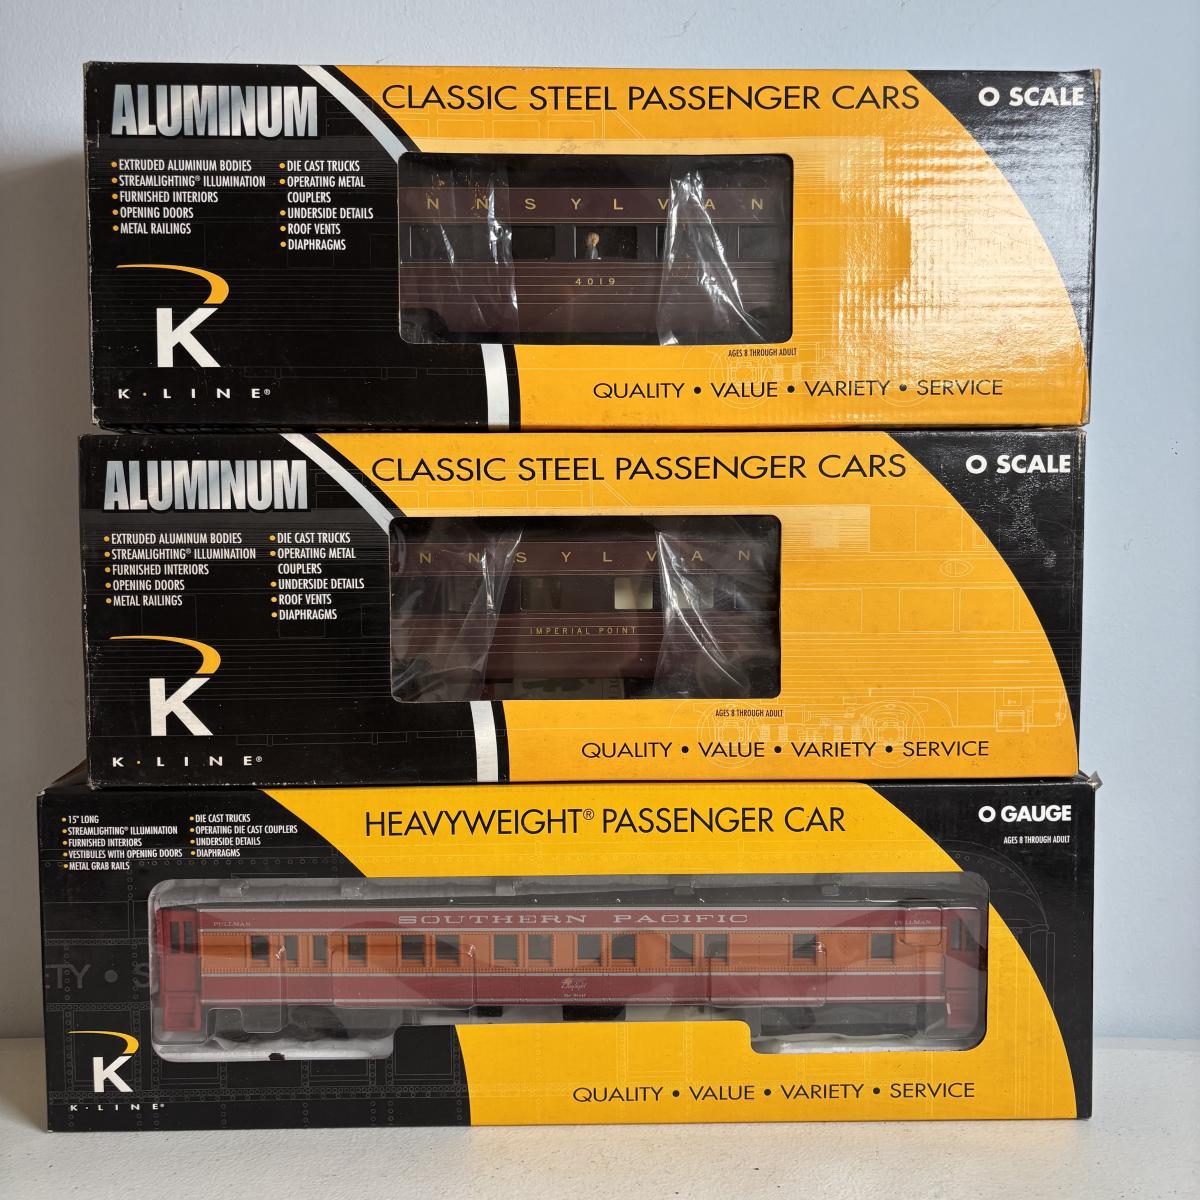 ALUMINUM
CLASSIC STEEL PASSENGER CARS
O SCALE
• EXTRUDED ALUMINUM BODIES
• STREAMLIGHTING® ILLUMINATION
• FURNISHED INTERIORS
• OPENING DOORS
• METAL RAILINGS
• DIE CAST TRUCKS
• OPERATING METAL
COUPLERS
• UNDERSIDE DETAILS
• ROOF VENTS
• DIAPHRAGMS
NNSYLVAN
4019
K
K·LINE®
AGES 8 THROUGH ADULT
QUALITY • VALUE • VARIETY • SERVICE
ALUMINUM
CLASSIC STEEL PASSENGER CARS
O SCALE
• EXTRUDED ALUMINUM BODIES
• STREAMLIGHTING® ILLUMINATION
• FURNISHED INTERIORS
• OPENING DOORS
• METAL RAILINGS
• DIE CAST TRUCKS
• OPERATING METAL
COUPLERS
• UNDERSIDE DETAILS
• ROOF VENTS
• DIAPHRAGMS
NNSYLVAN
IMPERIAL POINT
K
K·LINE®
AGES 8 THROUGH ADULT
QUALITY • VALUE • VARIETY • SERVICE
• 15" LONG
• STREAMLIGHTING® ILLUMINATION
• FURNISHED INTERIORS
• VESTIBULES WITH OPENING DOORS
• METAL GRAB RAILS
• DIE CAST TRUCKS
• OPERATING DIE CAST COUPLERS
• UNDERSIDE DETAILS
• DIAPHRAGMS
HEAVYWEIGHT® PASSENGER CAR
O GAUGE
AGES 8 THROUGH ADULT
PULLMAN
SOUTHERN PACIFIC
PULLMAN
Daylight
TY • S
K
K·LINE®
QUALITY • VALUE • VARIETY • SERVICE